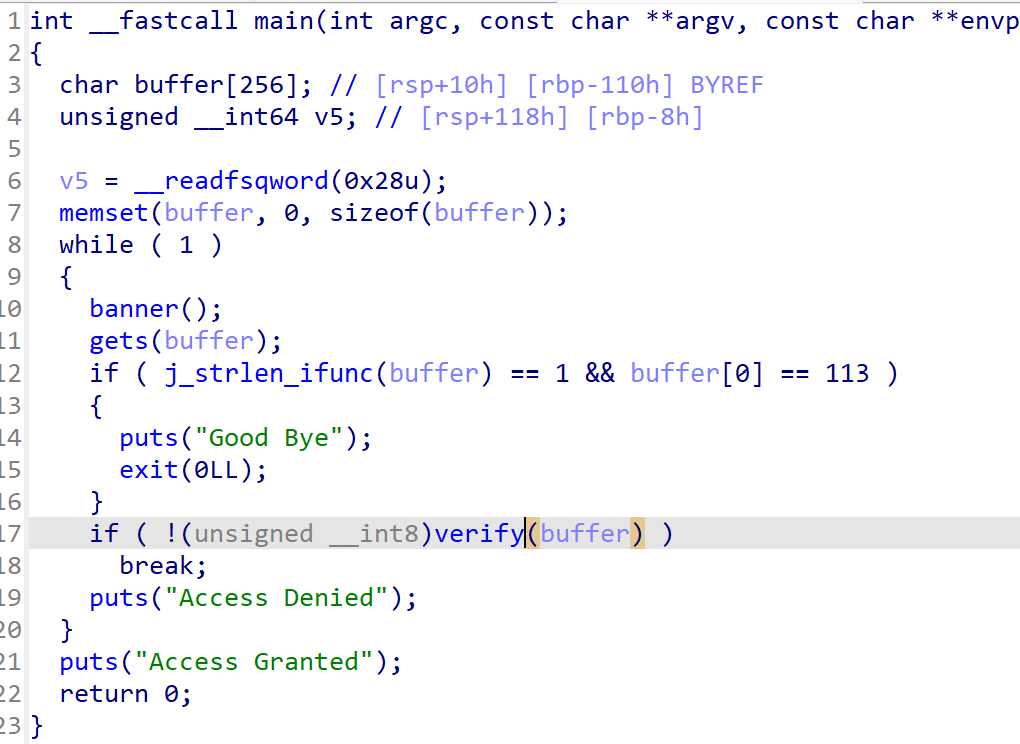 1 int __fastcall main(int argc, const char **argv, const char **envp
2 {
3   char buffer[256]; // [rsp+10h] [rbp-110h] BYREF
4   unsigned __int64 v5; // [rsp+118h] [rbp-8h]
5
6   v5 = __readfsqword(0x28u);
7   memset(buffer, 0, sizeof(buffer));
8   while ( 1 )
9   {
10     banner();
11     gets(buffer);
12     if ( j_strlen_ifunc(buffer) == 1 && buffer[0] == 113 )
13     {
14       puts("Good Bye");
15       exit(0LL);
16     }
17     if ( !(unsigned __int8)verify(buffer) )
18       break;
19     puts("Access Denied");
20   }
21   puts("Access Granted");
22   return 0;
23 }